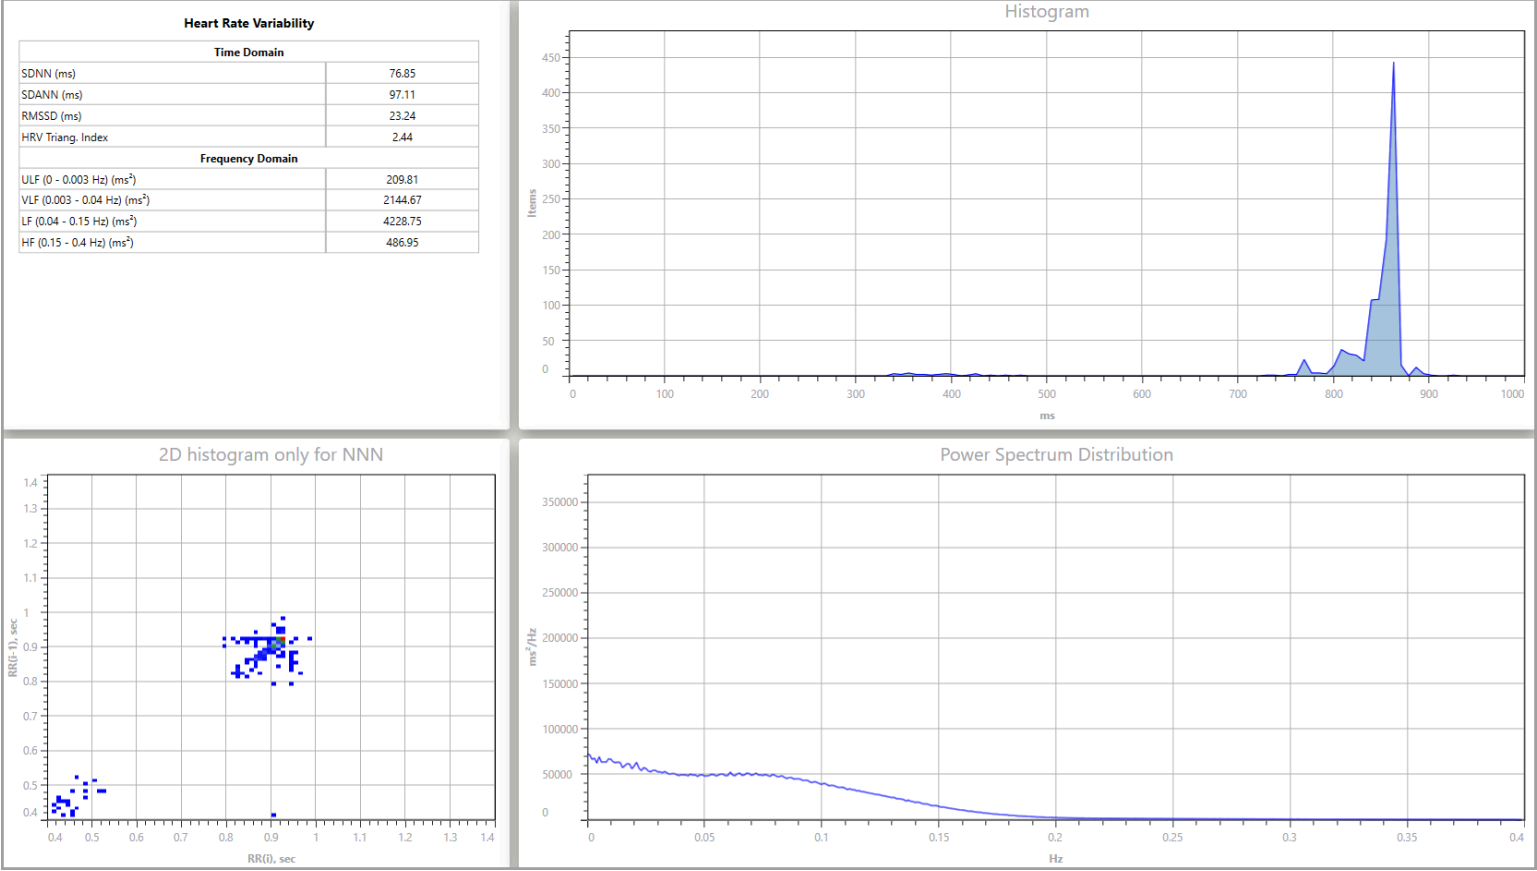 Heart Rate Variability
Time Domain
SDNN (ms) 76.85
SDANN (ms) 97.11
RMSSD (ms) 23.24
HRV Triang. Index 2.44
Frequency Domain
ULF (0 - 0.003 Hz) (ms²) 209.81
VLF (0.003 - 0.04 Hz) (ms²) 2144.67
LF (0.04 - 0.15 Hz) (ms²) 4228.75
HF (0.15 - 0.4 Hz) (ms²) 486.95
Histogram
Items
450
400
350
300
250
200
150
100
50
0
0 100 200 300 400 500 600 700 800 900 1000
ms
2D histogram only for NNN
RR(i-1), sec
1.4
1.3
1.2
1.1
1
0.9
0.8
0.7
0.6
0.5
0.4
0.4 0.5 0.6 0.7 0.8 0.9 1 1.1 1.2 1.3 1.4
RR(i), sec
Power Spectrum Distribution
ms²/Hz
350000
300000
250000
200000
150000
100000
50000
0
0 0.05 0.1 0.15 0.2 0.25 0.3 0.35 0.4
Hz